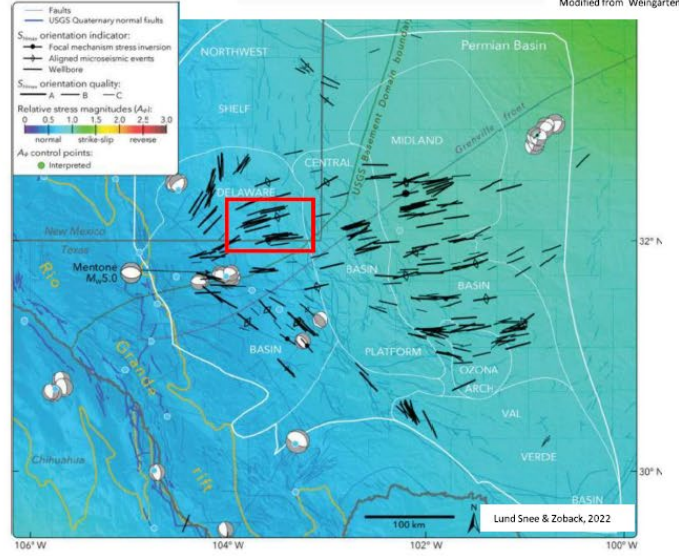 Modified from Weingarten
Faults
USGS Quaternary normal faults
SHmax orientation indicator:
Focal mechanism stress inversion
Aligned microseismic events
Wellbore
SHmax orientation quality:
A B C
Relative stress magnitudes (AΦ):
0 0.5 1.0 1.5 2.0 2.5 3.0
normal strike-slip reverse
AΦ control points:
Interpreted
NORTHWEST
SHELF
Permian Basin
USGS Basement Domain boundary
Grenville front
MIDLAND
CENTRAL
DELAWARE
New Mexico
Texas
32° N
Mentone
Mw5.0
BASIN
BASIN
Rio
Grande
rift
BASIN
PLATFORM
OZONA
ARCH
VAL
VERDE
BASIN
Chihuahua
30° N
100 km
N
Lund Snee & Zoback, 2022
106° W
104° W
102° W
100° W